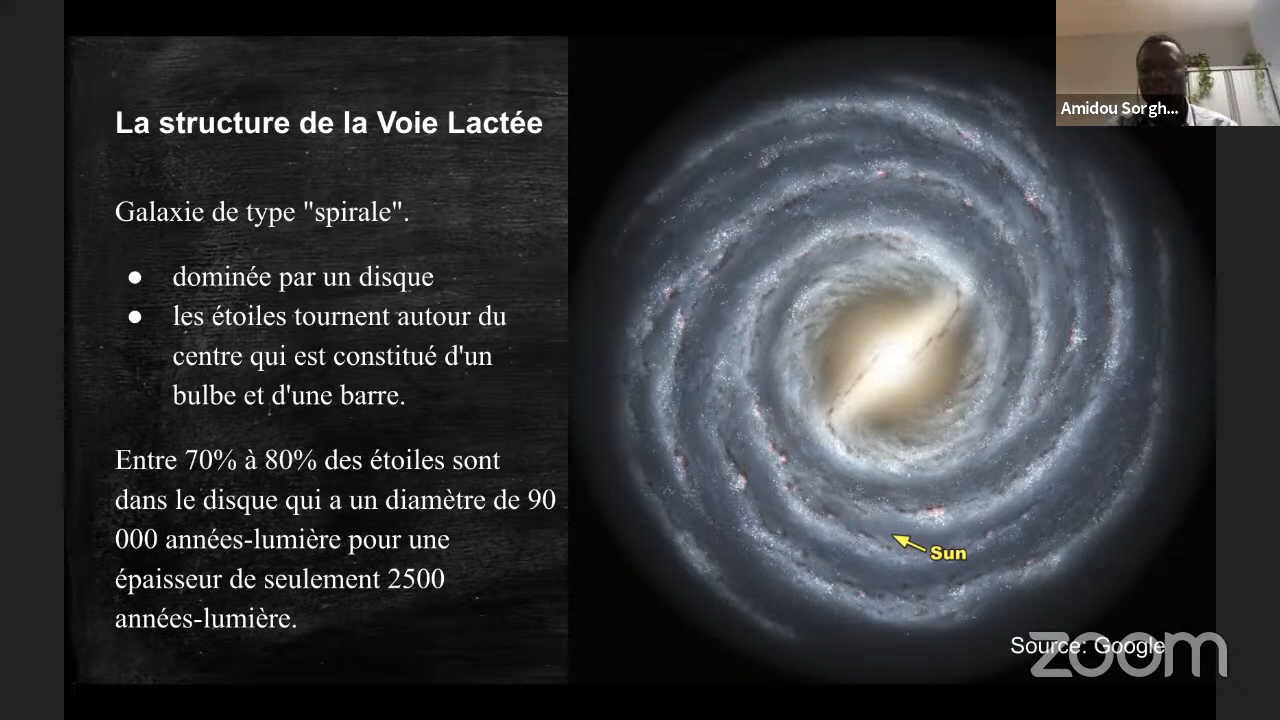 La structure de la Voie Lactée
Galaxie de type "spirale".
● dominée par un disque
● les étoiles tournent autour du
centre qui est constitué d'un
bulbe et d'une barre.
Entre 70% à 80% des étoiles sont
dans le disque qui a un diamètre de 90
000 années-lumière pour une
épaisseur de seulement 2500
années-lumière.
Amidou Sorgh...
Sun
Source: Google
zoom